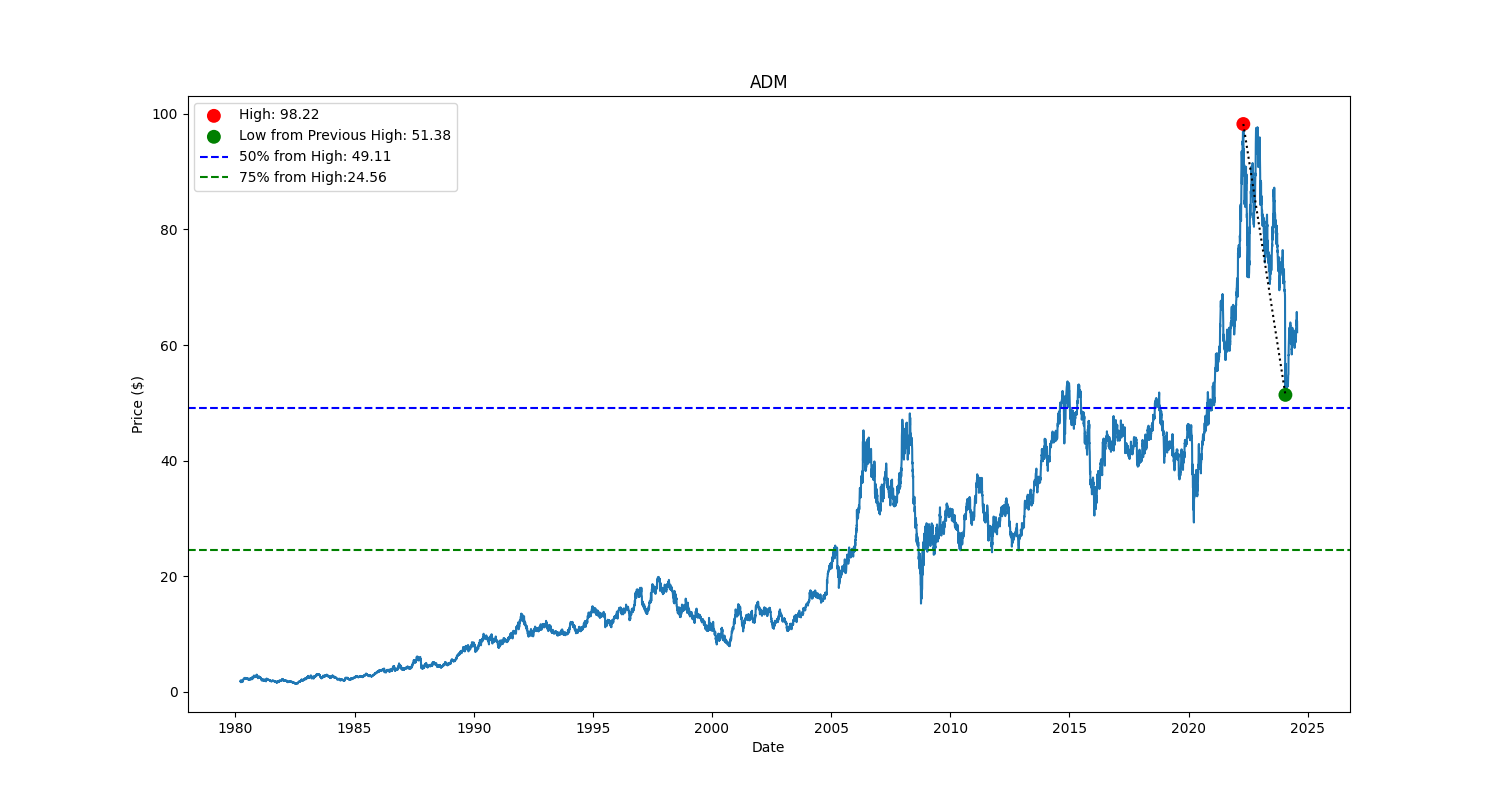 ADM
High: 98.22
Low from Previous High: 51.38
50% from High: 49.11
75% from High:24.56
100
80
60
40
20
0
Price ($)
1980 1985 1990 1995 2000 2005 2010 2015 2020 2025
Date